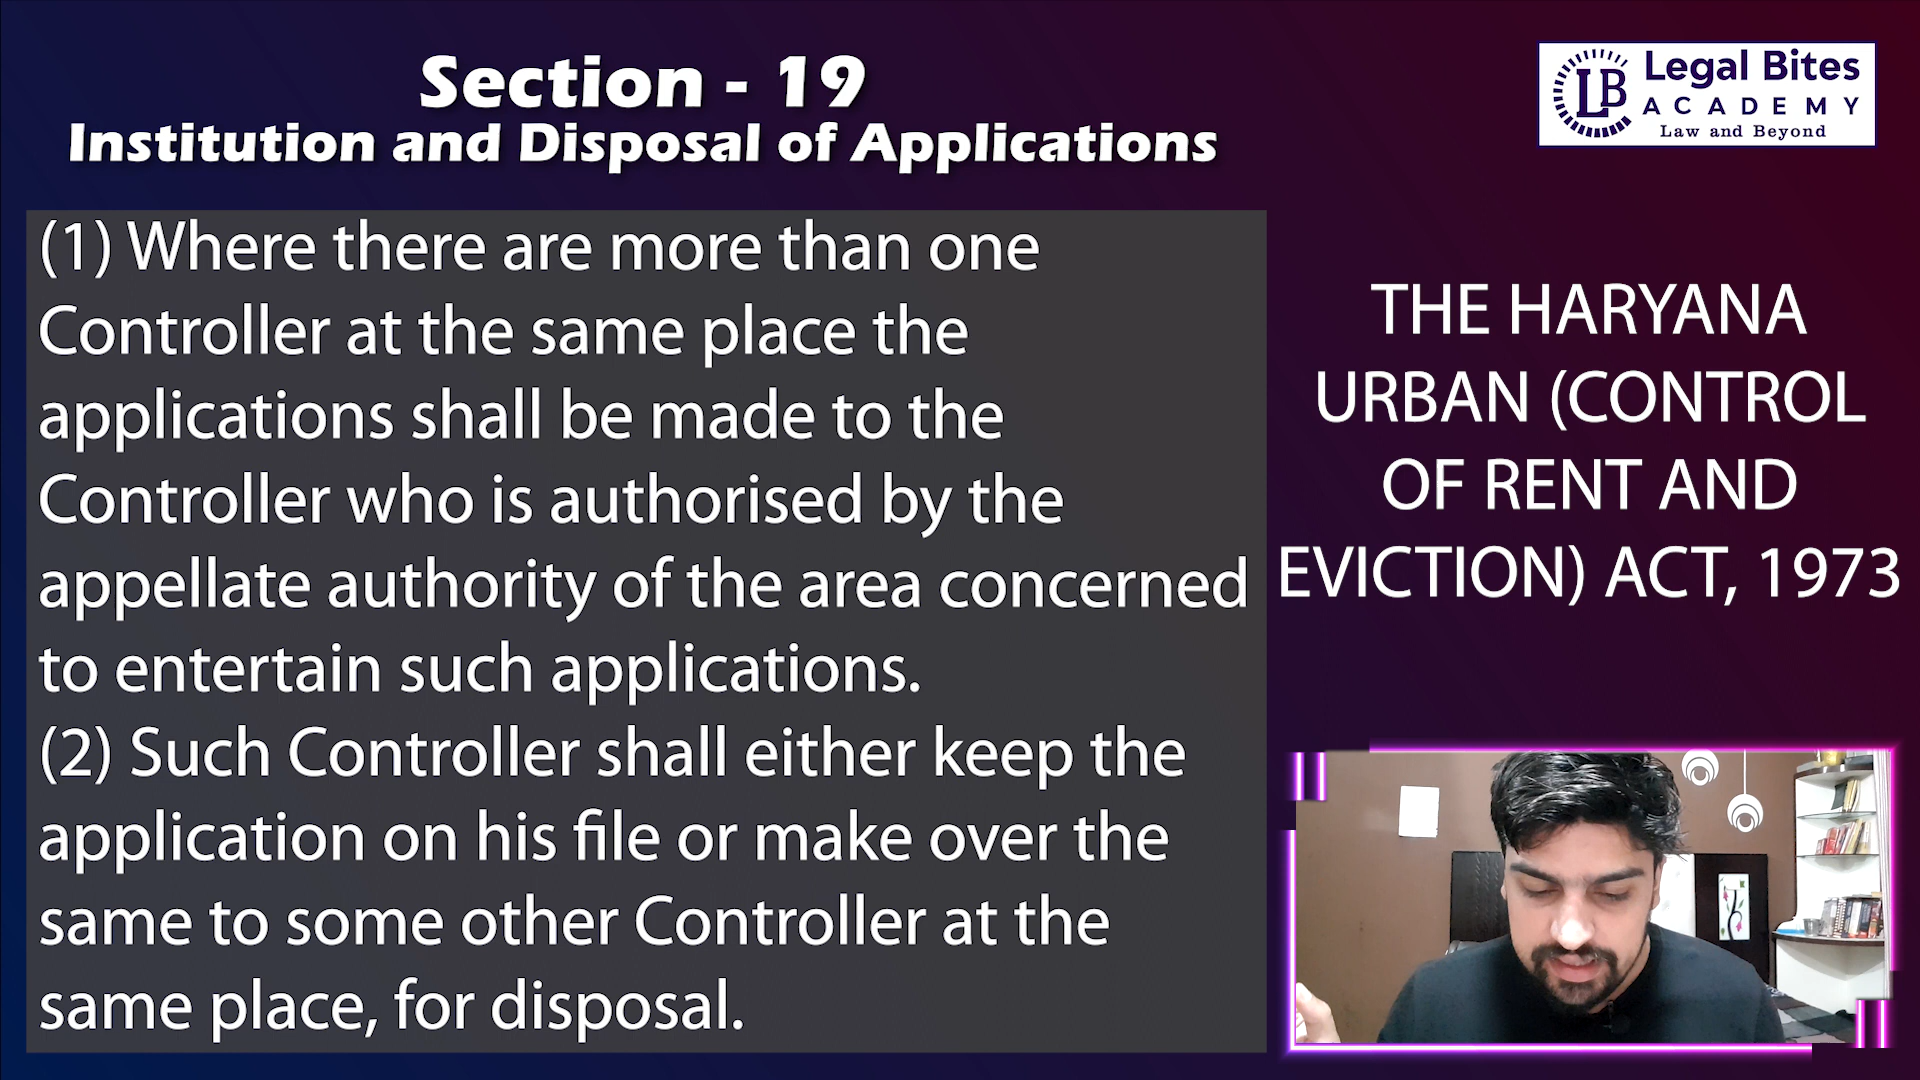 Section - 19
Institution and Disposal of Applications
LB
Legal Bites
ACADEMY
Law and Beyond
(1) Where there are more than one
Controller at the same place the
applications shall be made to the
Controller who is authorised by the
appellate authority of the area concerned
to entertain such applications.
(2) Such Controller shall either keep the
application on his file or make over the
same to some other Controller at the
same place, for disposal.
THE HARYANA
URBAN (CONTROL
OF RENT AND
EVICTION) ACT, 1973